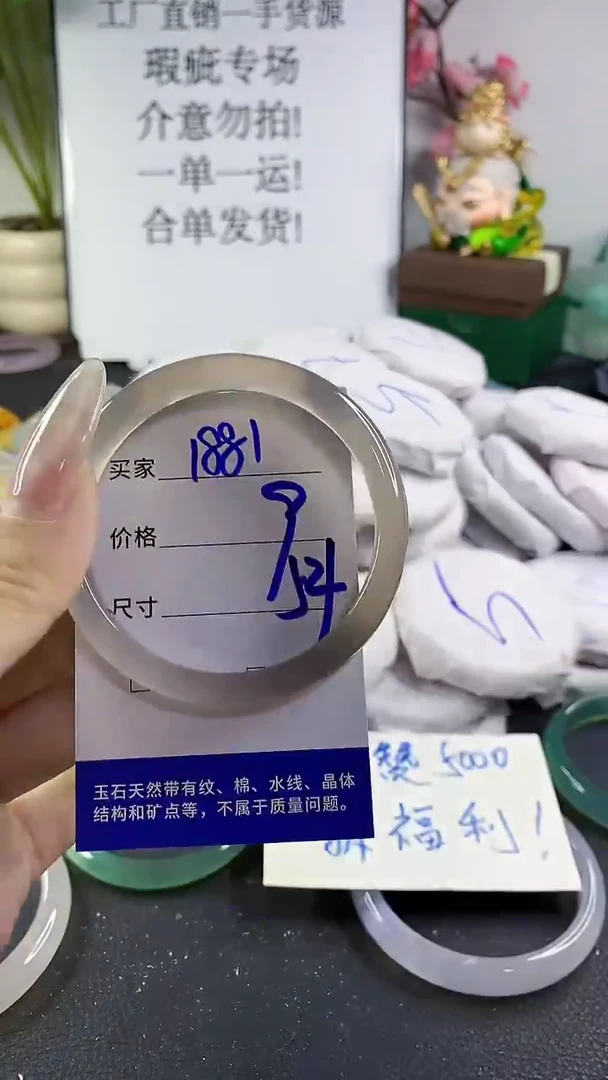 工厂直销一手货源
瑕疵专场
介意勿拍!
一单一运!
合单发货!
买家 1881
价格 9
尺寸 54
玉石天然带有纹、棉、水线、晶体
结构和矿点等，不属于质量问题。
赞 5000
福利！